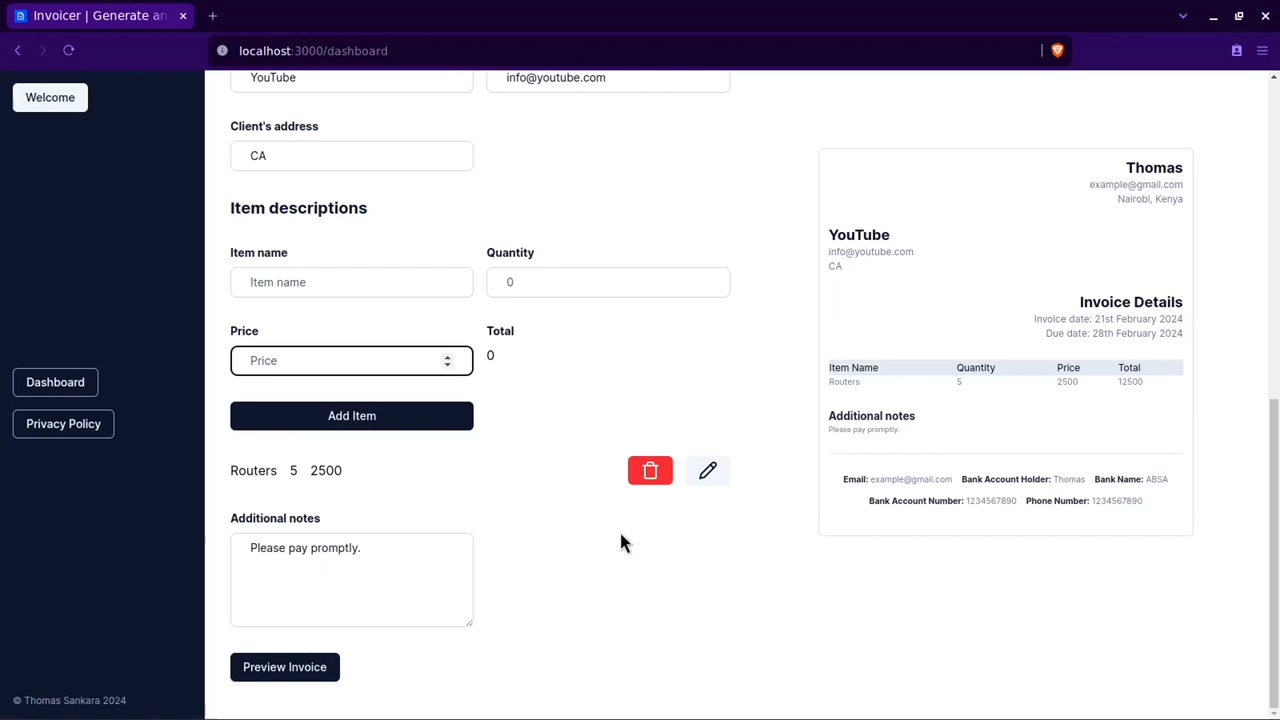 Invoicer | Generate an
localhost:3000/dashboard
Welcome
Dashboard
Privacy Policy
© Thomas Sankara 2024
YouTube
info@youtube.com
Client's address
CA
Item descriptions
Item name
Quantity
Item name
0
Price
Total
Price
0
Add Item
Routers 5 2500
Additional notes
Please pay promptly.
Preview Invoice
Thomas
example@gmail.com
Nairobi, Kenya
YouTube
info@youtube.com
CA
Invoice Details
Invoice date: 21st February 2024
Due date: 28th February 2024
Item Name Quantity Price Total
Routers 5 2500 12500
Additional notes
Please pay promptly.
Email: example@gmail.com Bank Account Holder: Thomas Bank Name: ABSA
Bank Account Number: 1234567890 Phone Number: 1234567890